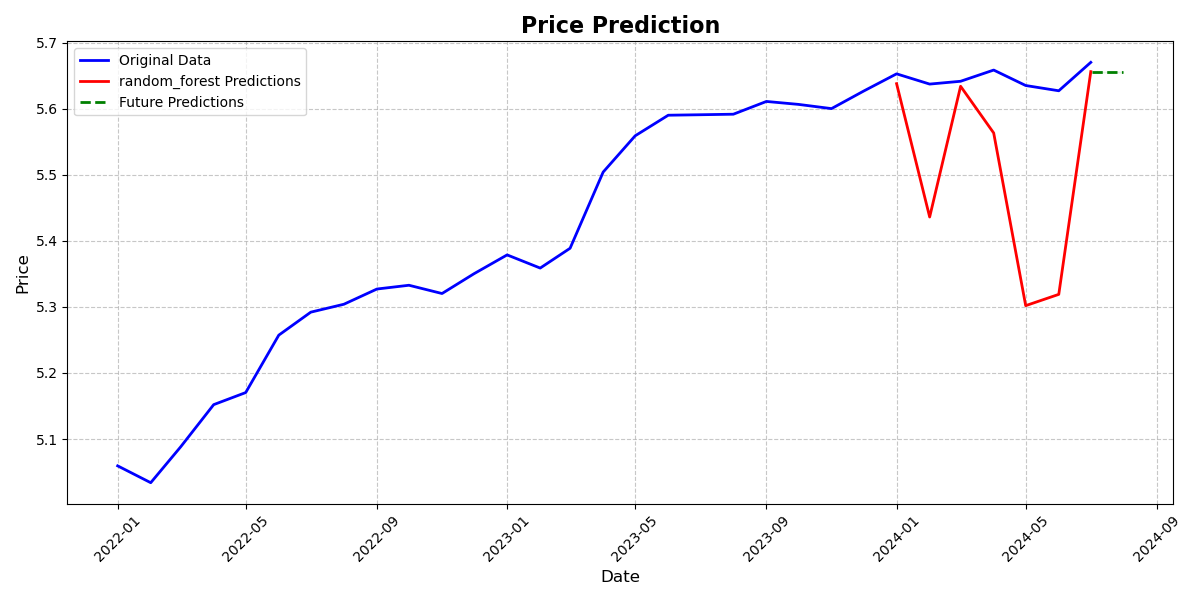 Price Prediction
Original Data
random_forest Predictions
Future Predictions
Price
5.7
5.6
5.5
5.4
5.3
5.2
5.1
2022-01
2022-05
2022-09
2023-01
2023-05
2023-09
2024-01
2024-05
2024-09
Date